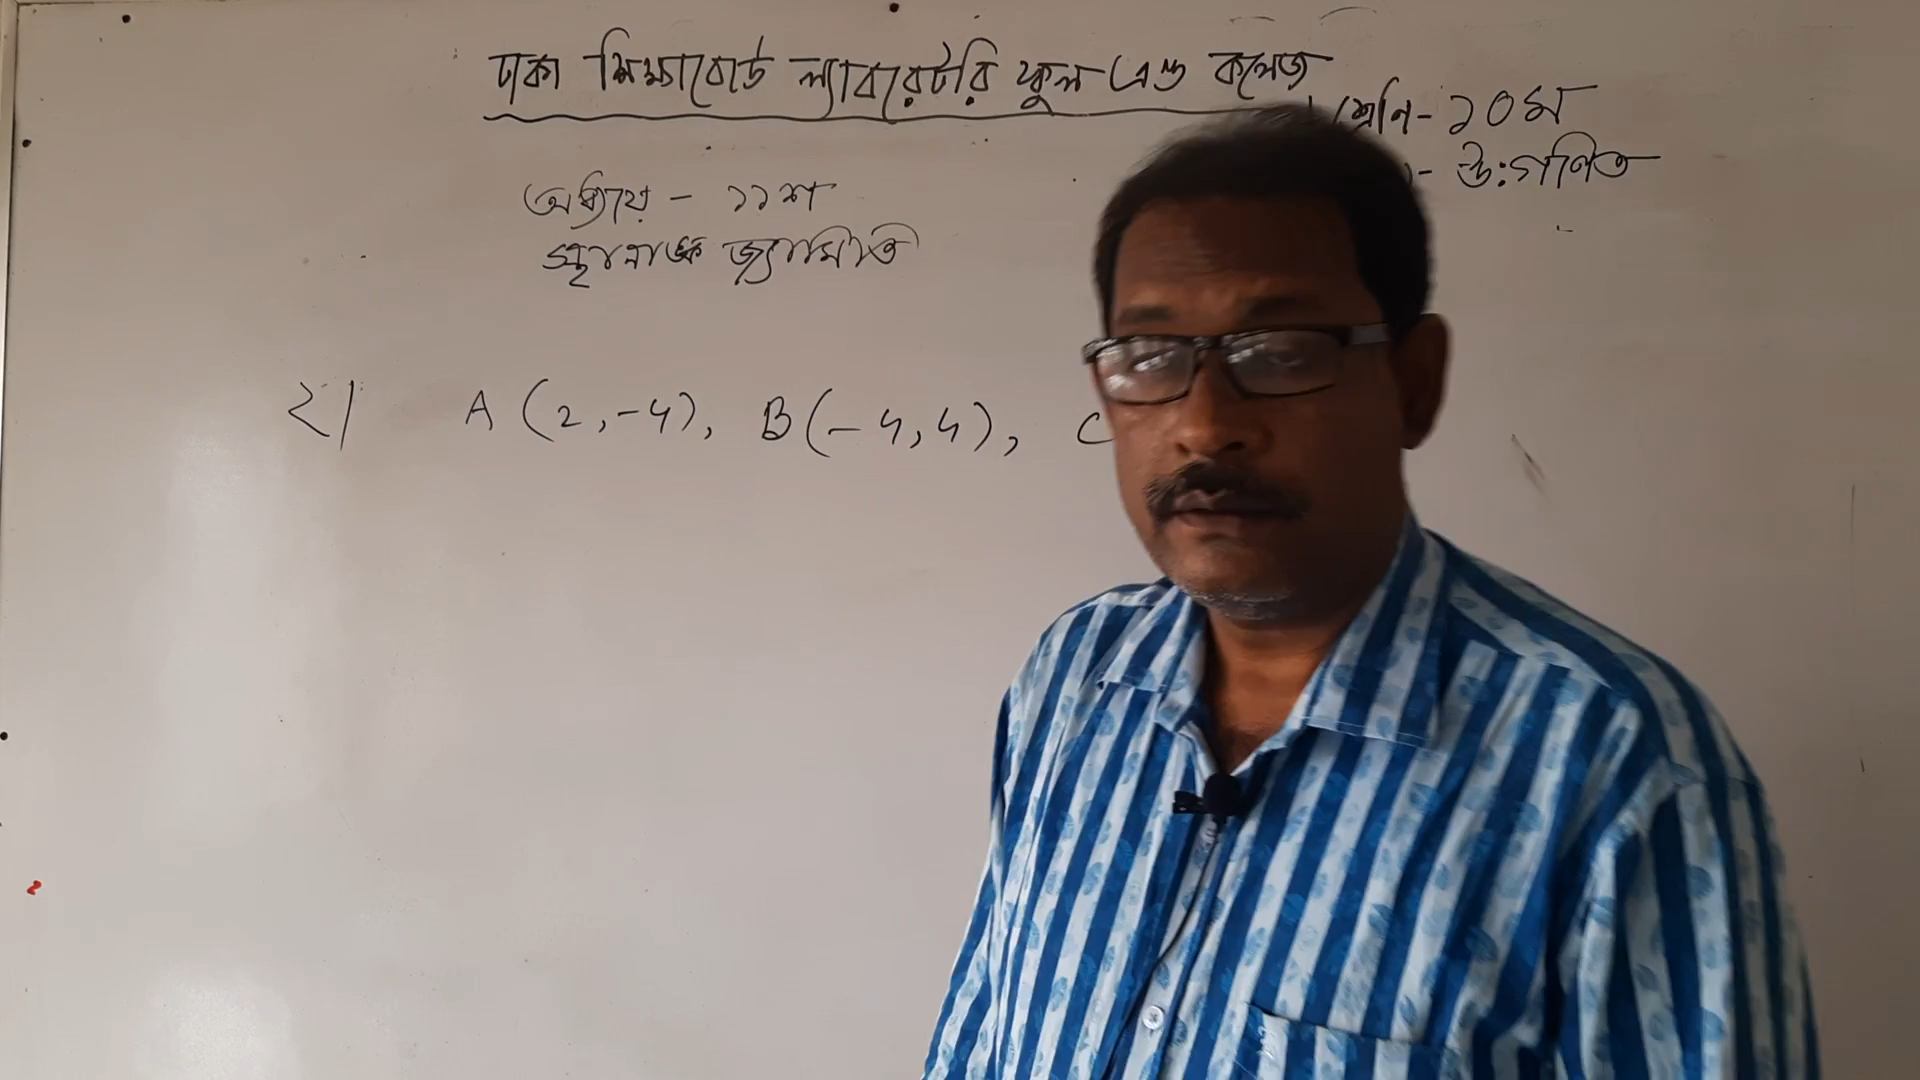 ঢাকা শিক্ষাবোর্ড ল্যাবরেটরি স্কুল এন্ড কলেজ
শ্রেণি- ১০ম
- উ:গণিত
অধ্যায় - ১১শ
স্থানাঙ্ক জ্যামিতি
২। A (2,-4), B(-4,4), C